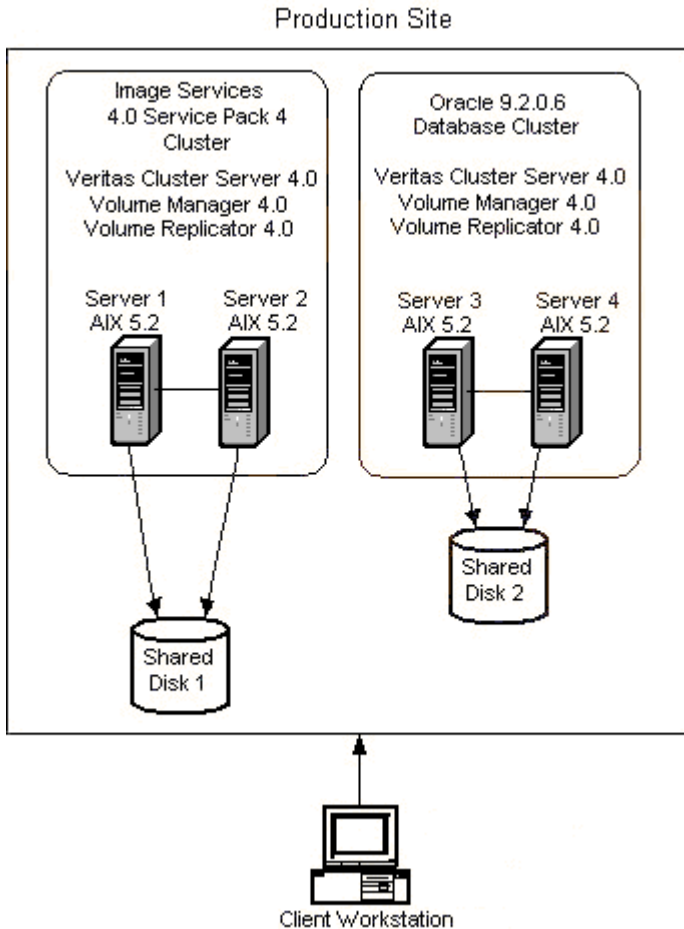 Production Site
Image Services
4.0 Service Pack 4
Cluster
Veritas Cluster Server 4.0
Volume Manager 4.0
Volume Replicator 4.0
Server 1
AIX 5.2
Server 2
AIX 5.2
Shared
Disk 1
Oracle 9.2.0.6
Database Cluster
Veritas Cluster Server 4.0
Volume Manager 4.0
Volume Replicator 4.0
Server 3
AIX 5.2
Server 4
AIX 5.2
Shared
Disk 2
Client Workstation